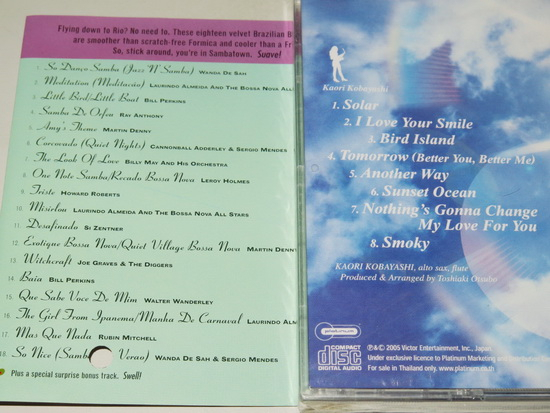 Flying down to Rio? No need to. These eighteen velvet Brazilian
are smoother than scratch-free Formica and cooler than a
So, stick around, you're in Sambatown. Suave!
1. So Danço Samba (Jazz N' Samba) WANDA DE SAH
2. Meditation (Meditacáo) LAURINDO ALMEIDA AND THE BOSSA NOVA ALL
3. Little Bird/Little Boat BILL PERKINS
4. Samba De Orfeu RAY ANTHONY
5. Amy's Theme MARTIN DENNY
6. Corcovado (Quiet Nights) CANNONBALL ADDERLEY & SERGIO MENDES
7. The Look Of Love BILLY MAY AND HIS ORCHESTRA
8. One Note Samba/Recado Bossa Nova LEROY HOLMES
9. Triste HOWARD ROBERTS
10. Misirlou LAURINDO ALMEIDA AND THE BOSSA NOVA ALL STARS
11. Desafinado SI ZENTNER
12. Exotique Bossa Nova/Quiet Village Bossa Nova MARTIN DENNY
13. Witchcraft JOE GRAVES & THE DIGGERS
14. Baia BILL PERKINS
15. Que Sabe Voce De Mim WALTER WANDERLEY
16. The Girl From Ipanema/Manha De Carnaval LAURINDO
17. Mas Que Nada RUBIN MITCHELL
18. So Nice Verao) WANDA DE SAH & SERGIO MENDES
Plus a special surprise bonus track. Swell!
Kaori Kobayashi
1. Solar
2. I Love Your Smile
3. Bird Island
4. Tomorrow (Better You, Better Me)
5. Another Way
6. Sunset Ocean
7. Nothing's Gonna Change
My Love For You
8. Smoky
KAORI KOBAYASHI, alto sax, flute
Produced & Arranged by Toshiaki Otsubo
COMPACT
disc
DIGITAL AUDIO
℗&© 2005 Victor Entertainment, Inc., Japan
Under exclusive licence to Platinum Marketing and
For sale in Thailand only.